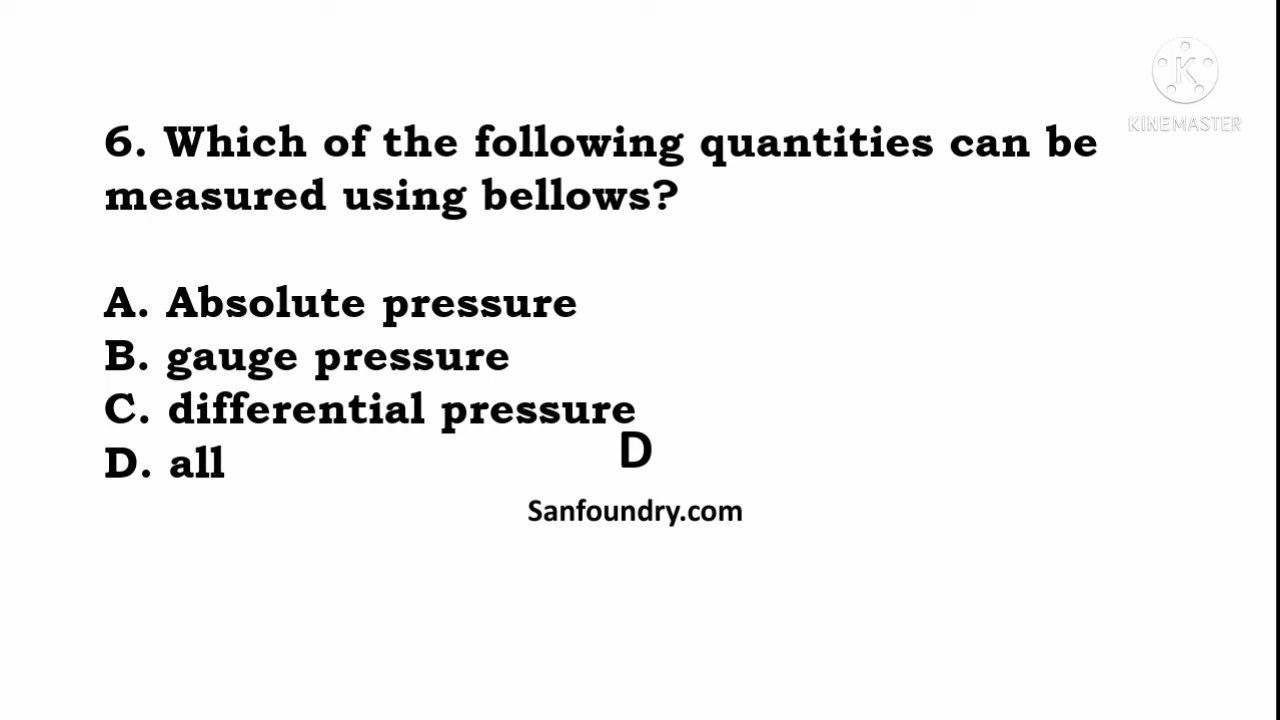 K
KINEMASTER
6. Which of the following quantities can be
measured using bellows?
A. Absolute pressure
B. gauge pressure
C. differential pressure
D. all
D
Sanfoundry.com